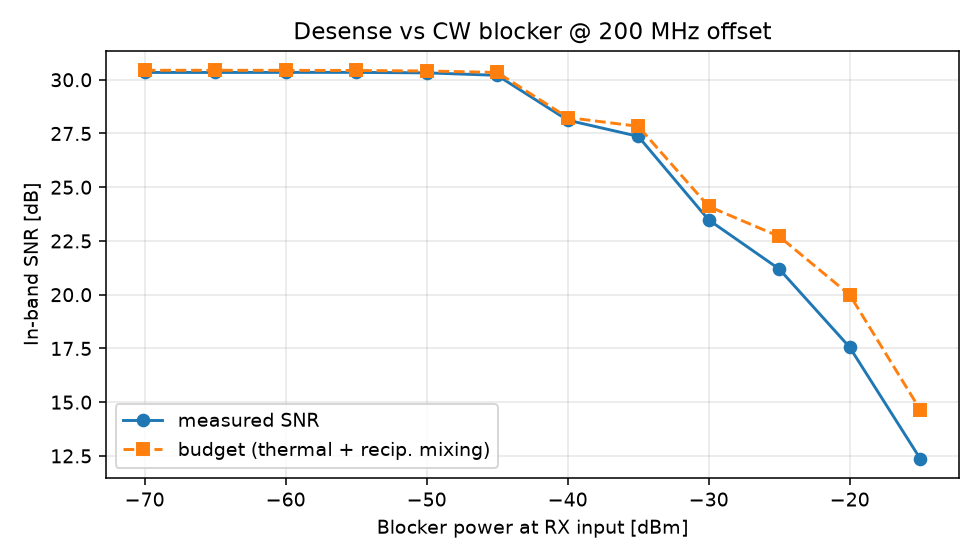 Desense vs CW blocker @ 200 MHz offset
In-band SNR [dB]
30.0
27.5
25.0
22.5
20.0
17.5
15.0
12.5
measured SNR
budget (thermal + recip. mixing)
−70 −60 −50 −40 −30 −20
Blocker power at RX input [dBm]